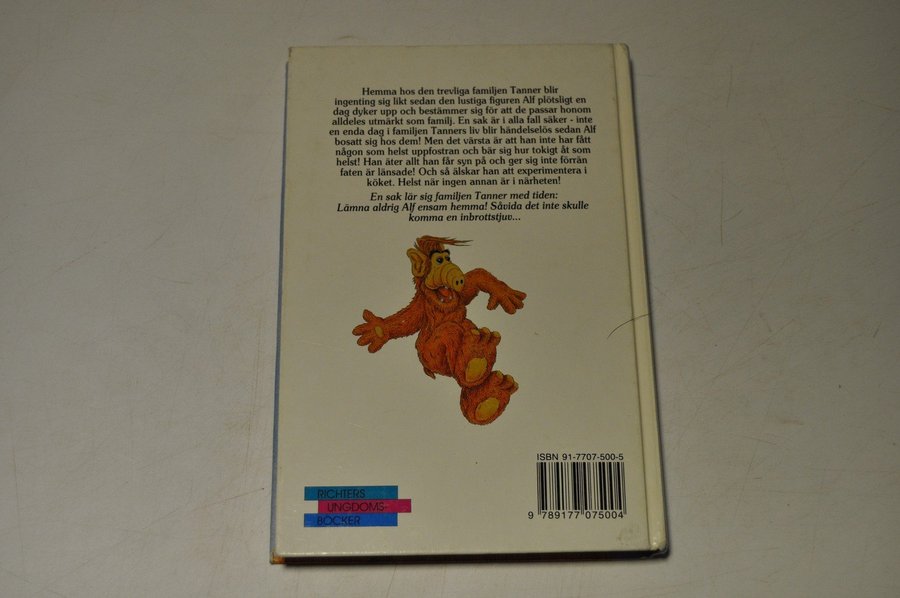 Hemma hos den trevliga familjen Tanner blir
ingenting sig likt sedan den lustiga figuren Alf plötsligt en
dag dyker upp och bestämmer sig för att de passar honom
alldeles utmärkt som familj. En sak är i alla fall säker - inte
en enda dag i familjen Tanners liv blir händelselös sedan Alf
bosatt sig hos dem! Men det värsta är att han inte har fått
någon som helst uppfostran och bär sig hur tokigt åt som
helst! Han äter allt han får syn på och ger sig inte förrän
faten är länsade! Och så älskar han att experimentera i
köket. Helst när ingen annan är i närheten!
En sak lär sig familjen Tanner med tiden:
Lämna aldrig Alf ensam hemma! Såvida det inte skulle
komma en inbrottstjuv...
ISBN 91-7707-500-5
9 789177 075004
RICHTERS
UNGDOMS-
BÖCKER